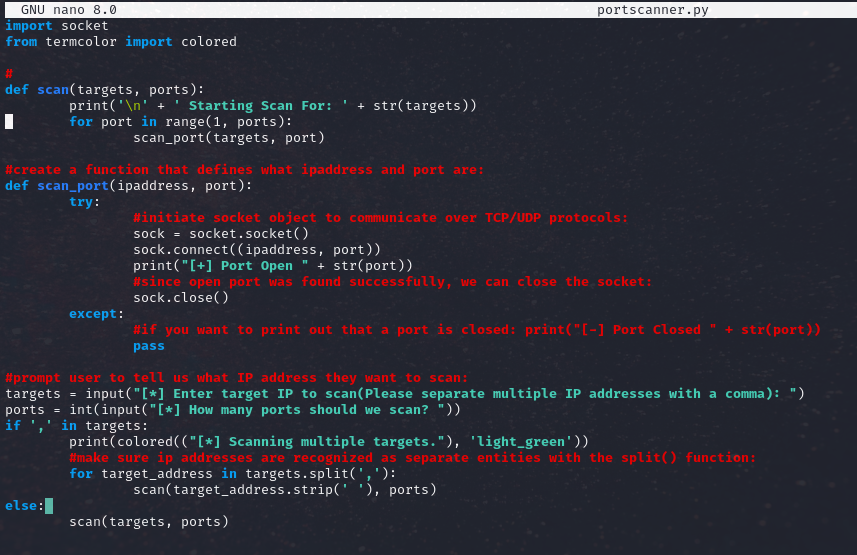 GNU nano 8.0 portscanner.py
import socket
from termcolor import colored
#
def scan(targets, ports):
print('\n' + ' Starting Scan For: ' + str(targets))
for port in range(1, ports):
scan_port(targets, port)
#create a function that defines what ipaddress and port are:
def scan_port(ipaddress, port):
try:
#initiate socket object to communicate over TCP/UDP protocols:
sock = socket.socket()
sock.connect((ipaddress, port))
print("[+] Port Open " + str(port))
#since open port was found successfully, we can close the socket:
sock.close()
except:
#if you want to print out that a port is closed: print("[-] Port Closed " + str(port))
pass
#prompt user to tell us what IP address they want to scan:
targets = input("[*] Enter target IP to scan(Please separate multiple IP addresses with a comma): ")
ports = int(input("[*] How many ports should we scan? "))
if ',' in targets:
print(colored(("[*] Scanning multiple targets."), 'light_green'))
#make sure ip addresses are recognized as separate entities with the split() function:
for target_address in targets.split(','):
scan(target_address.strip(' '), ports)
else:
scan(targets, ports)